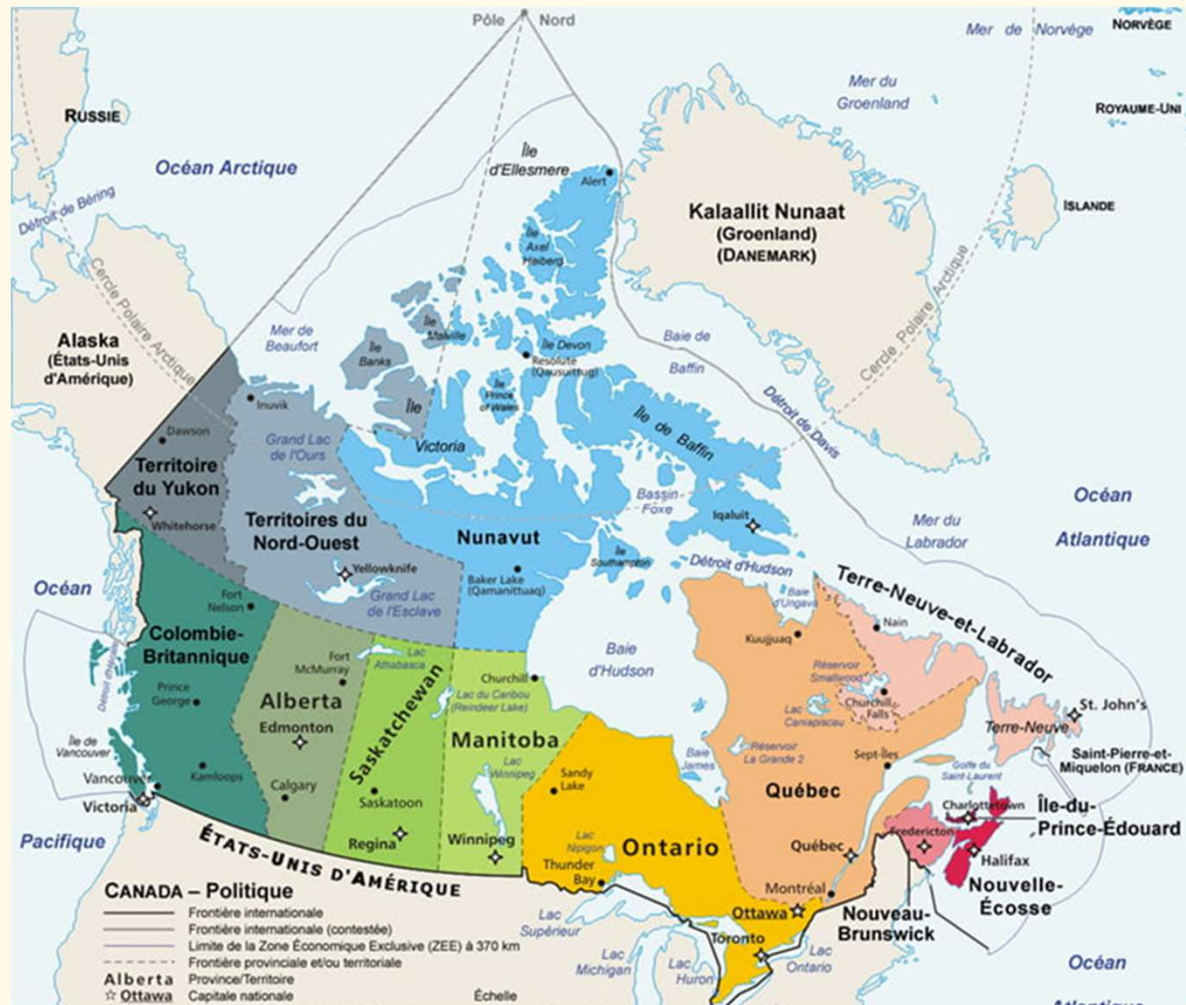 Pôle Nord
Mer de Norvège
NORVÈGE
Mer du
Groenland
ROYAUME-UNI
RUSSIE
Océan Arctique
Île
d'Ellesmere
Alert
Détroit de Béring
Kalaallit Nunaat
(Groenland)
(DANEMARK)
ISLANDE
Île
Axel
Haiberg
Cercle Polaire Arctique
Cercle Polaire Arctique
Alaska
(États-Unis
d'Amérique)
Mer de
Beaufort
Île
Banks
Île
Malville
Île Devon
Resolute
(Qausuittug)
Baie de
Baffin
Île
Prince
of Wales
Île
Victoria
Île de Baffin
Détroit de Davis
Inuvik
Dawson
Grand Lac
de l'Ours
Territoire
du Yukon
Whitehorse
Territoires du
Nord-Ouest
Yellowknife
Grand Lac
de l'Esclave
Nunavut
Baker Lake
(Qamanittuaq)
Bassin
Foxe
Iqaluit
Île
Southampton
Détroit d'Hudson
Mer du
Labrador
Océan
Atlantique
Océan
Pacifique
Fort
Nelson
Colombie-
Britannique
Prince
George
Île de
Vancouver
Vancouver
Victoria
Kamloops
Fort
McMurray
Alberta
Edmonton
Calgary
Lac
Athabasca
Saskatchewan
Saskatoon
Regina
Churchill
Lac du Caribou
(Reindeer Lake)
Manitoba
Lac
Winnipeg
Winnipeg
Baie
d'Hudson
Baie
d'Ungava
Kuujjuaq
Nain
Terre-Neuve-et-Labrador
Réservoir
Smallwood
Churchill
Falls
Lac
Caniapiscau
Réservoir
La Grande 2
Baie
James
Sept-Îles
Québec
Québec
Montréal
Terre-Neuve
St. John's
Saint-Pierre-et-
Miquelon (FRANCE)
Golfe du
Saint-Laurent
Charlottetown
Île-du-
Prince-Édouard
Fredericton
Halifax
Nouvelle-
Écosse
Nouveau-
Brunswick
Sandy
Lake
Lac
Nipigon
Ontario
Thunder
Bay
Ottawa
Toronto
Lac
Supérieur
Lac
Michigan
Lac
Huron
Lac
Ontario
ÉTATS-UNIS D'AMÉRIQUE
Océan
Atlantique
CANADA – Politique
Frontière internationale
Frontière internationale (contestée)
Limite de la Zone Économique Exclusive (ZEE) à 370 km
Frontière provinciale et/ou territoriale
Alberta Province/Territoire
☆ Ottawa Capitale nationale
Échelle